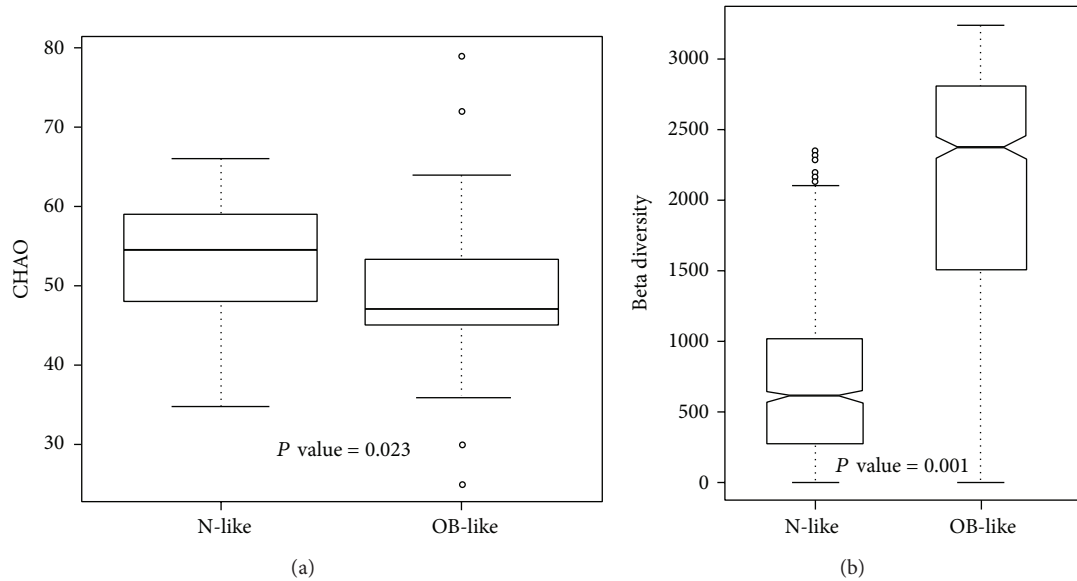 80
70
60
50
40
30
CHAO
P value = 0.023
N-like
OB-like
(a)
3000
2500
2000
1500
1000
500
0
Beta diversity
P value = 0.001
N-like
OB-like
(b)